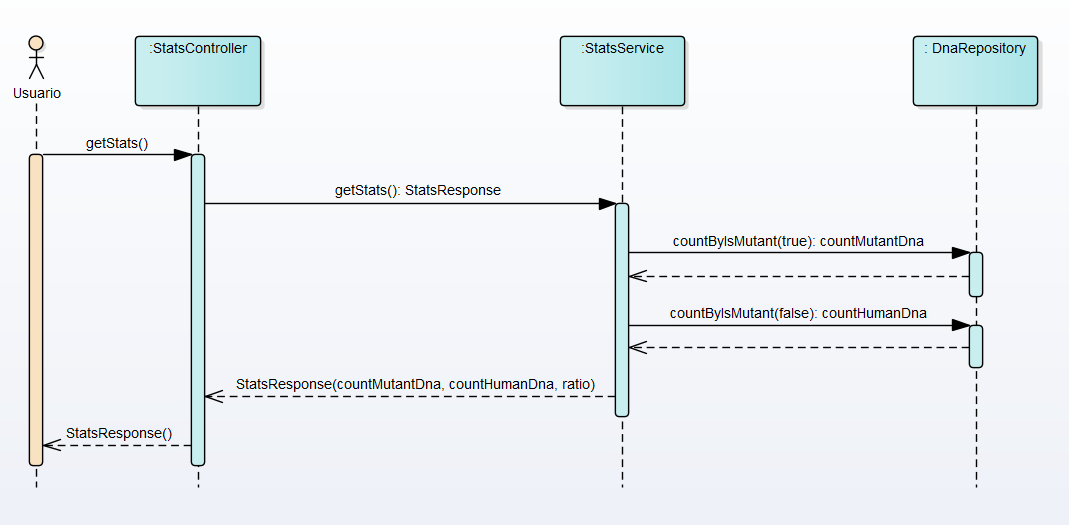 :StatsController
:StatsService
: DnaRepository
Usuario
getStats()
getStats(): StatsResponse
countByIsMutant(true): countMutantDna
countByIsMutant(false): countHumanDna
StatsResponse(countMutantDna, countHumanDna, ratio)
StatsResponse()